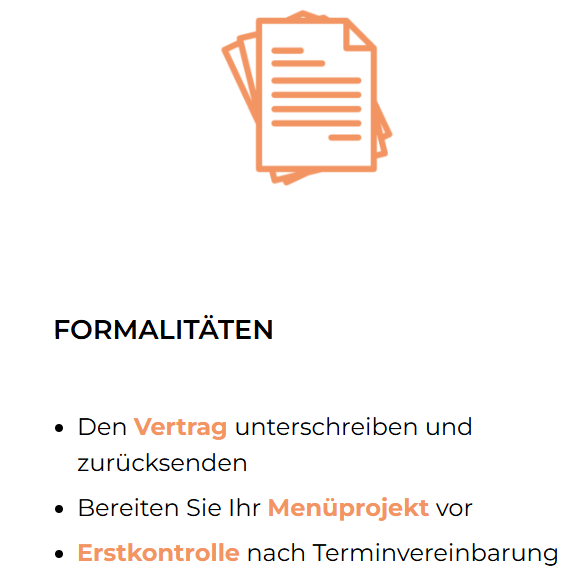 FORMALITÄTEN
• Den Vertrag unterschreiben und
zurücksenden
• Bereiten Sie Ihr Menüprojekt vor
• Erstkontrolle nach Terminvereinbarung